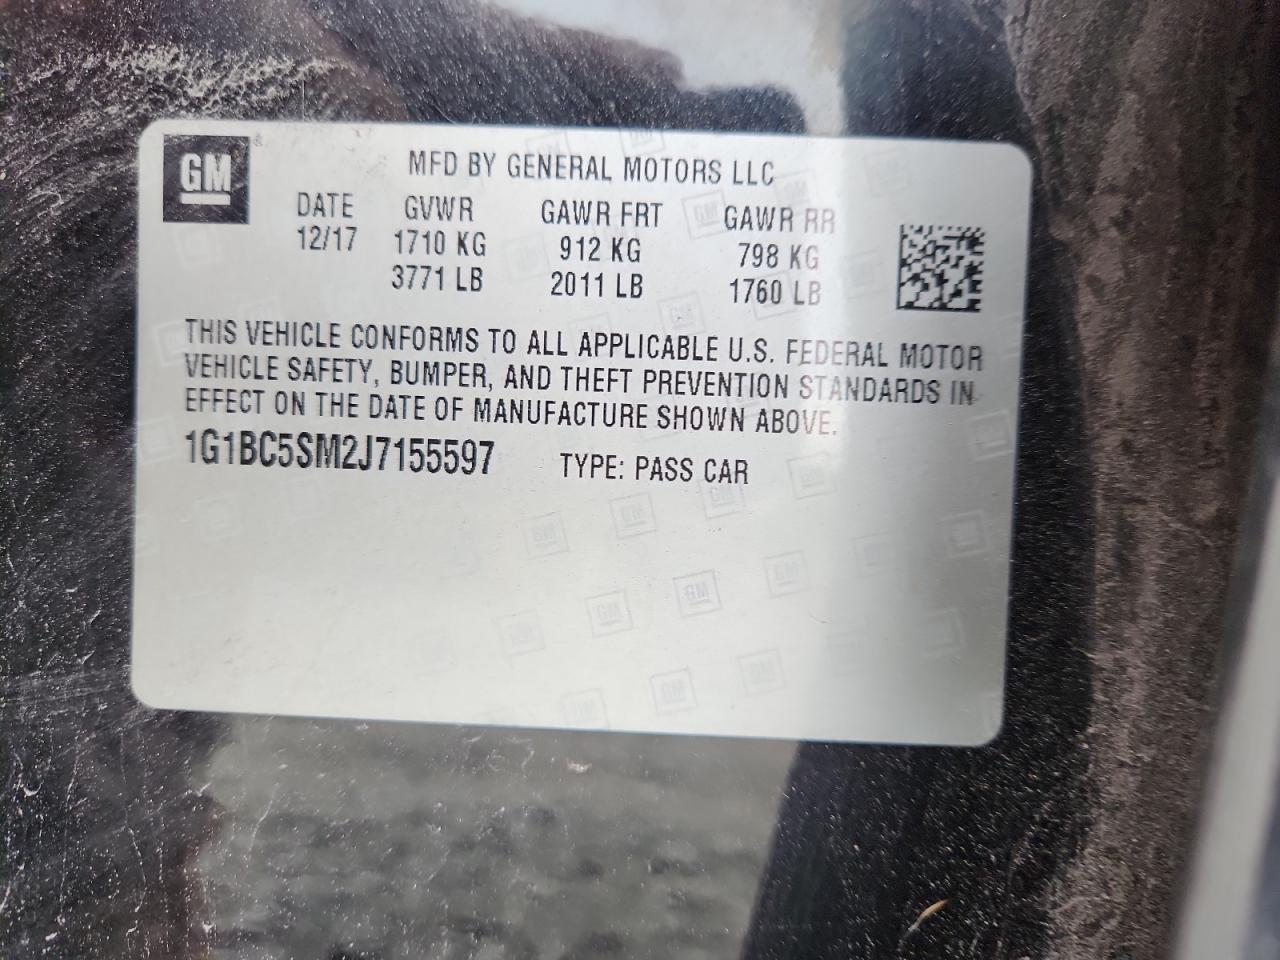 GM
MFD BY GENERAL MOTORS LLC
DATE GVWR GAWR FRT GAWR RR
12/17 1710 KG 912 KG 798 KG
3771 LB 2011 LB 1760 LB
THIS VEHICLE CONFORMS TO ALL APPLICABLE U.S. FEDERAL MOTOR
VEHICLE SAFETY, BUMPER, AND THEFT PREVENTION STANDARDS IN
EFFECT ON THE DATE OF MANUFACTURE SHOWN ABOVE.
1G1BC5SM2J7155597 TYPE: PASS CAR